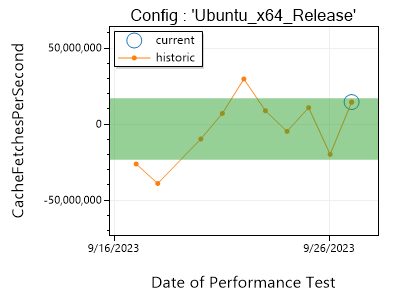 Config : 'Ubuntu_x64_Release'
current
historic
CacheFetchesPerSecond
50,000,000
0
-50,000,000
9/16/2023
9/26/2023
Date of Performance Test